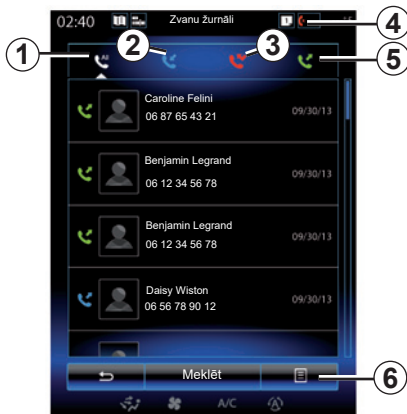 02:40 Zvanu žurnāli
1 2 3 4 5
All
Caroline Felini
06 87 65 43 21
09/30/13
Benjamin Legrand
06 12 34 56 78
09/30/13
Benjamin Legrand
06 12 34 56 78
09/30/13
Daisy Wiston
06 56 78 90 12
09/30/13
Meklēt
6
A/C